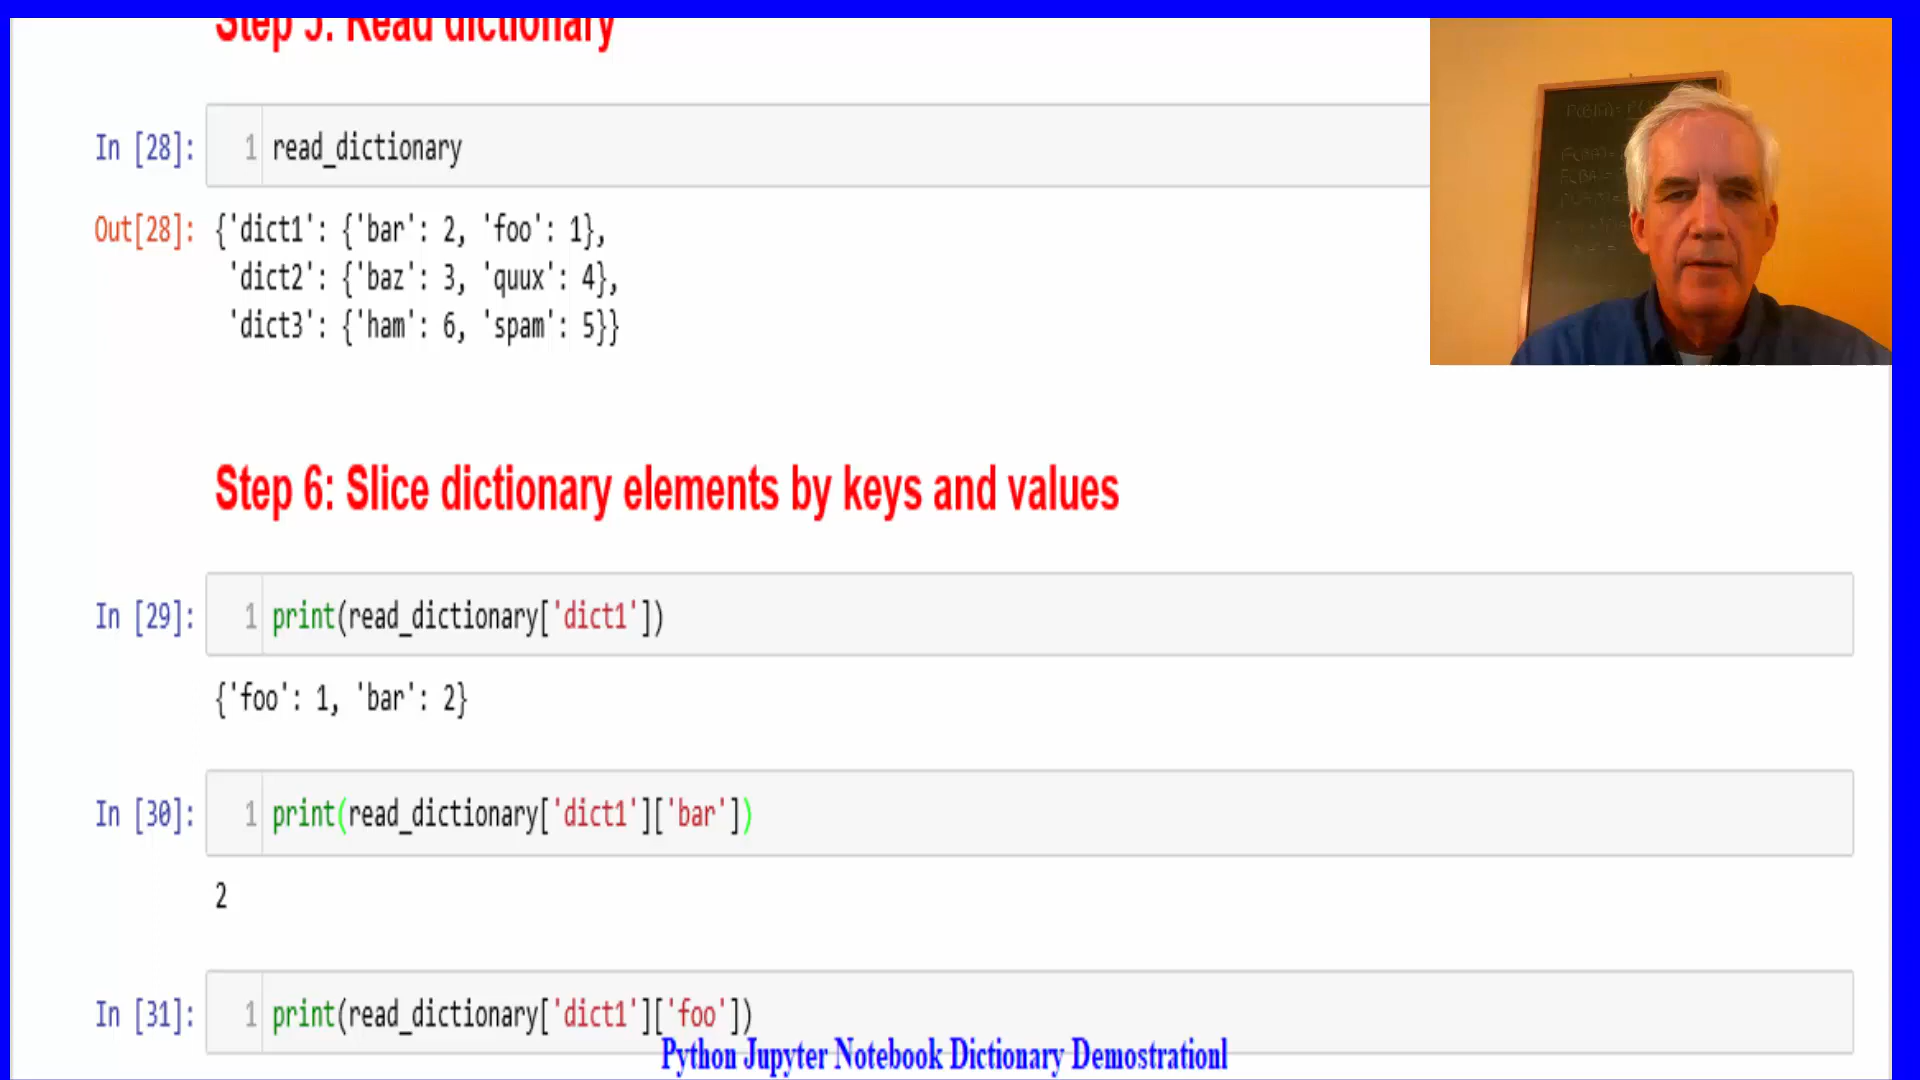 Step 5: Read dictionary
In [28]: 1 read_dictionary
Out[28]: {'dict1': {'bar': 2, 'foo': 1},
'dict2': {'baz': 3, 'quux': 4},
'dict3': {'ham': 6, 'spam': 5}}
Step 6: Slice dictionary elements by keys and values
In [29]: 1 print(read_dictionary['dict1'])
{'foo': 1, 'bar': 2}
In [30]: 1 print(read_dictionary['dict1']['bar'])
2
In [31]: 1 print(read_dictionary['dict1']['foo'])
Python Jupyter Notebook Dictionary Demostrationl